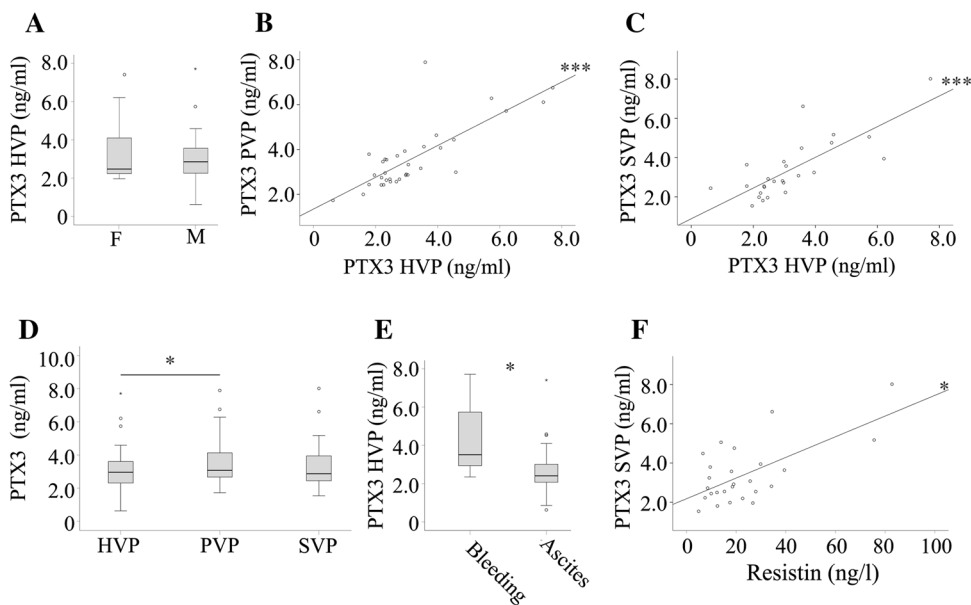 A
PTX3 HVP (ng/ml)
8.0
6.0
4.0
2.0
0
F
M
B
PTX3 PVP (ng/ml)
8.0
6.0
4.0
2.0
0
2.0
4.0
6.0
8.0
PTX3 HVP (ng/ml)
***
C
PTX3 SVP (ng/ml)
8.0
6.0
4.0
2.0
0
2.0
4.0
6.0
8.0
PTX3 HVP (ng/ml)
***
D
PTX3 (ng/ml)
10.0
8.0
6.0
4.0
2.0
0
HVP
PVP
SVP
*
E
PTX3 HVP (ng/ml)
8.0
6.0
4.0
2.0
0
Bleeding
Ascites
*
F
PTX3 SVP (ng/ml)
8.0
6.0
4.0
2.0
0
20
40
60
80
100
Resistin (ng/l)
*